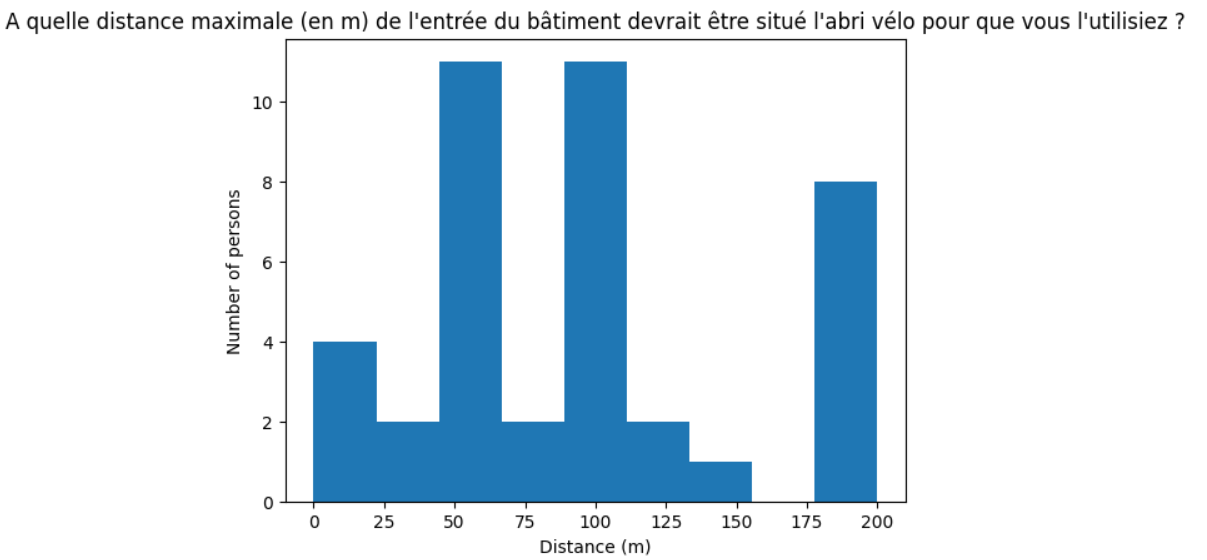 A quelle distance maximale (en m) de l'entrée du bâtiment devrait être situé l'abri vélo pour que vous l'utilisiez ?
10
8
6
4
2
0
Number of persons
0 25 50 75 100 125 150 175 200
Distance (m)